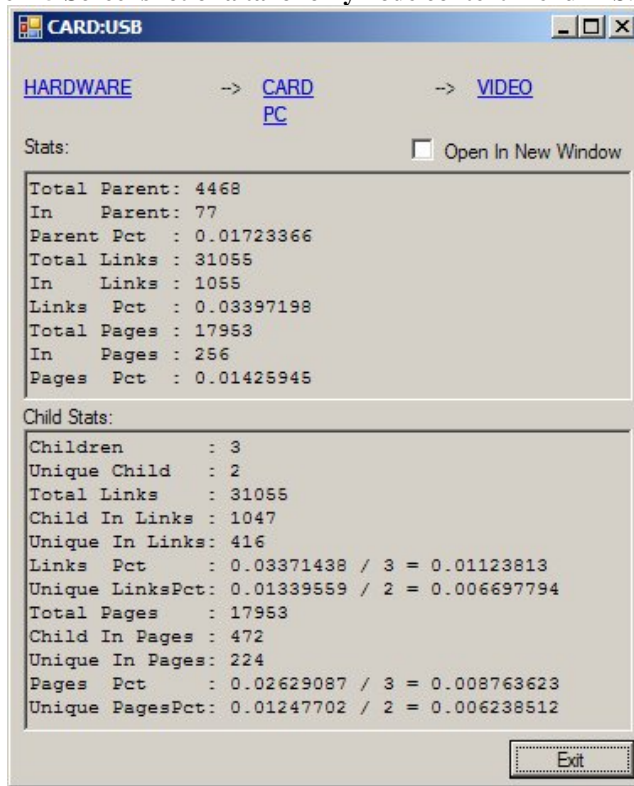 CARD:USB
HARDWARE --> CARD --> VIDEO
PC
Stats: Open In New Window
Total Parent: 4468
In Parent: 77
Parent Pct : 0.01723366
Total Links : 31055
In Links : 1055
Links Pct : 0.03397198
Total Pages : 17953
In Pages : 256
Pages Pct : 0.01425945
Child Stats:
Children : 3
Unique Child : 2
Total Links : 31055
Child In Links : 1047
Unique In Links: 416
Links Pct : 0.03371438 / 3 = 0.01123813
Unique LinksPct: 0.01339559 / 2 = 0.006697794
Total Pages : 17953
Child In Pages : 472
Unique In Pages: 224
Pages Pct : 0.02629087 / 3 = 0.008763623
Unique PagesPct: 0.01247702 / 2 = 0.006238512
Exit